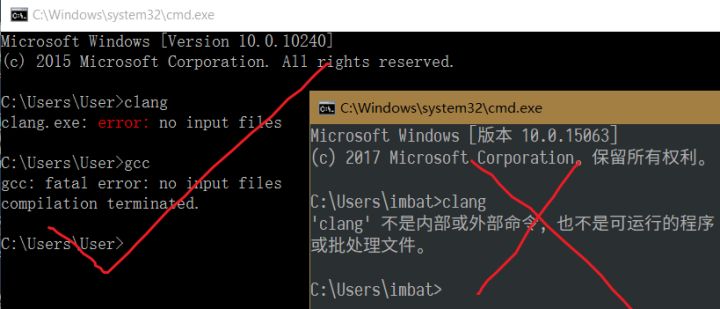 C:\Windows\system32\cmd.exe
Microsoft Windows [Version 10.0.10240]
(c) 2015 Microsoft Corporation. All rights reserved.
C:\Users\User>clang
clang.exe: error: no input files
C:\Users\User>gcc
gcc: fatal error: no input files
compilation terminated.
C:\Users\User>
C:\Windows\system32\cmd.exe
Microsoft Windows [版本 10.0.15063]
(c) 2017 Microsoft Corporation。保留所有权利。
C:\Users\imbat>clang
'clang' 不是内部或外部命令，也不是可运行的程序
或批处理文件。
C:\Users\imbat>